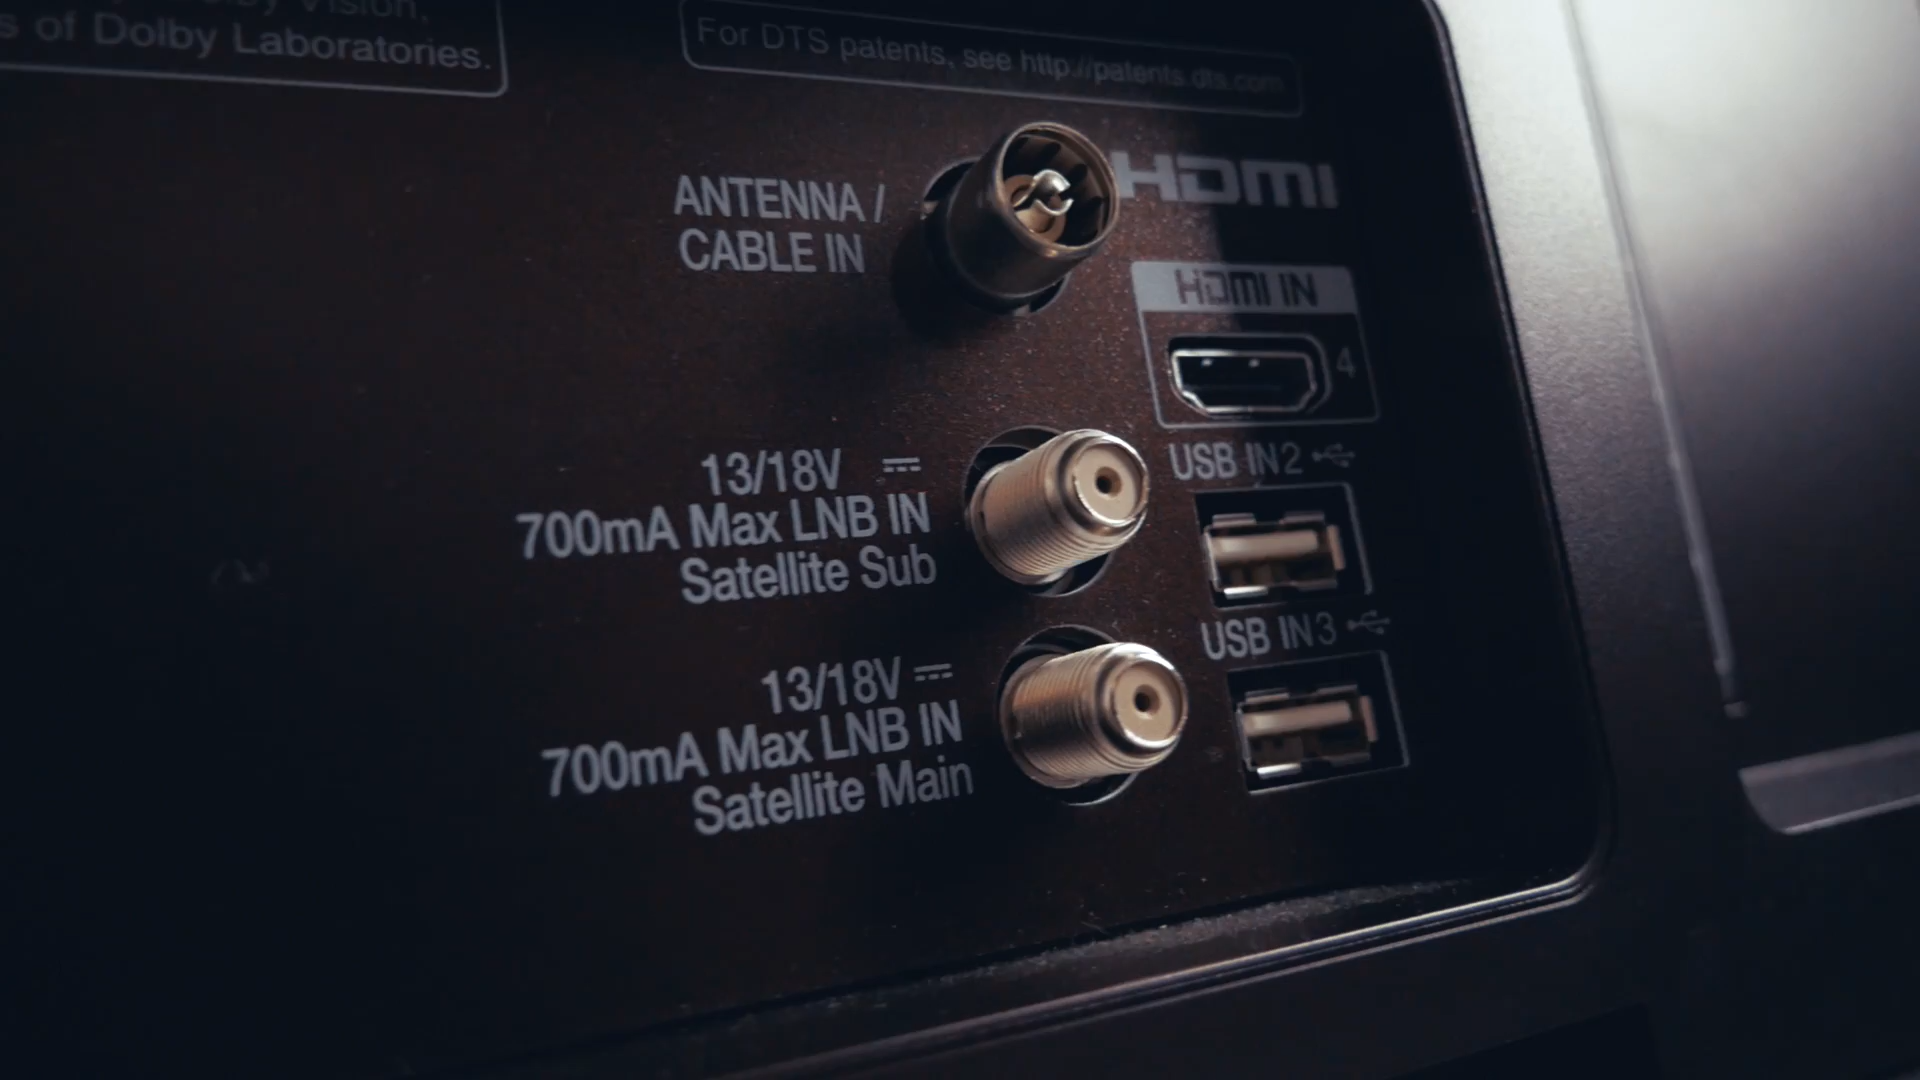 Dolby Vision,
s of Dolby Laboratories.
For DTS patents, see http://patents.dts.com
ANTENNA /
CABLE IN
HDMI
HDMI IN
4
13/18V
700mA Max LNB IN
Satellite Sub
USB IN 2
USB IN 3
13/18V
700mA Max LNB IN
Satellite Main